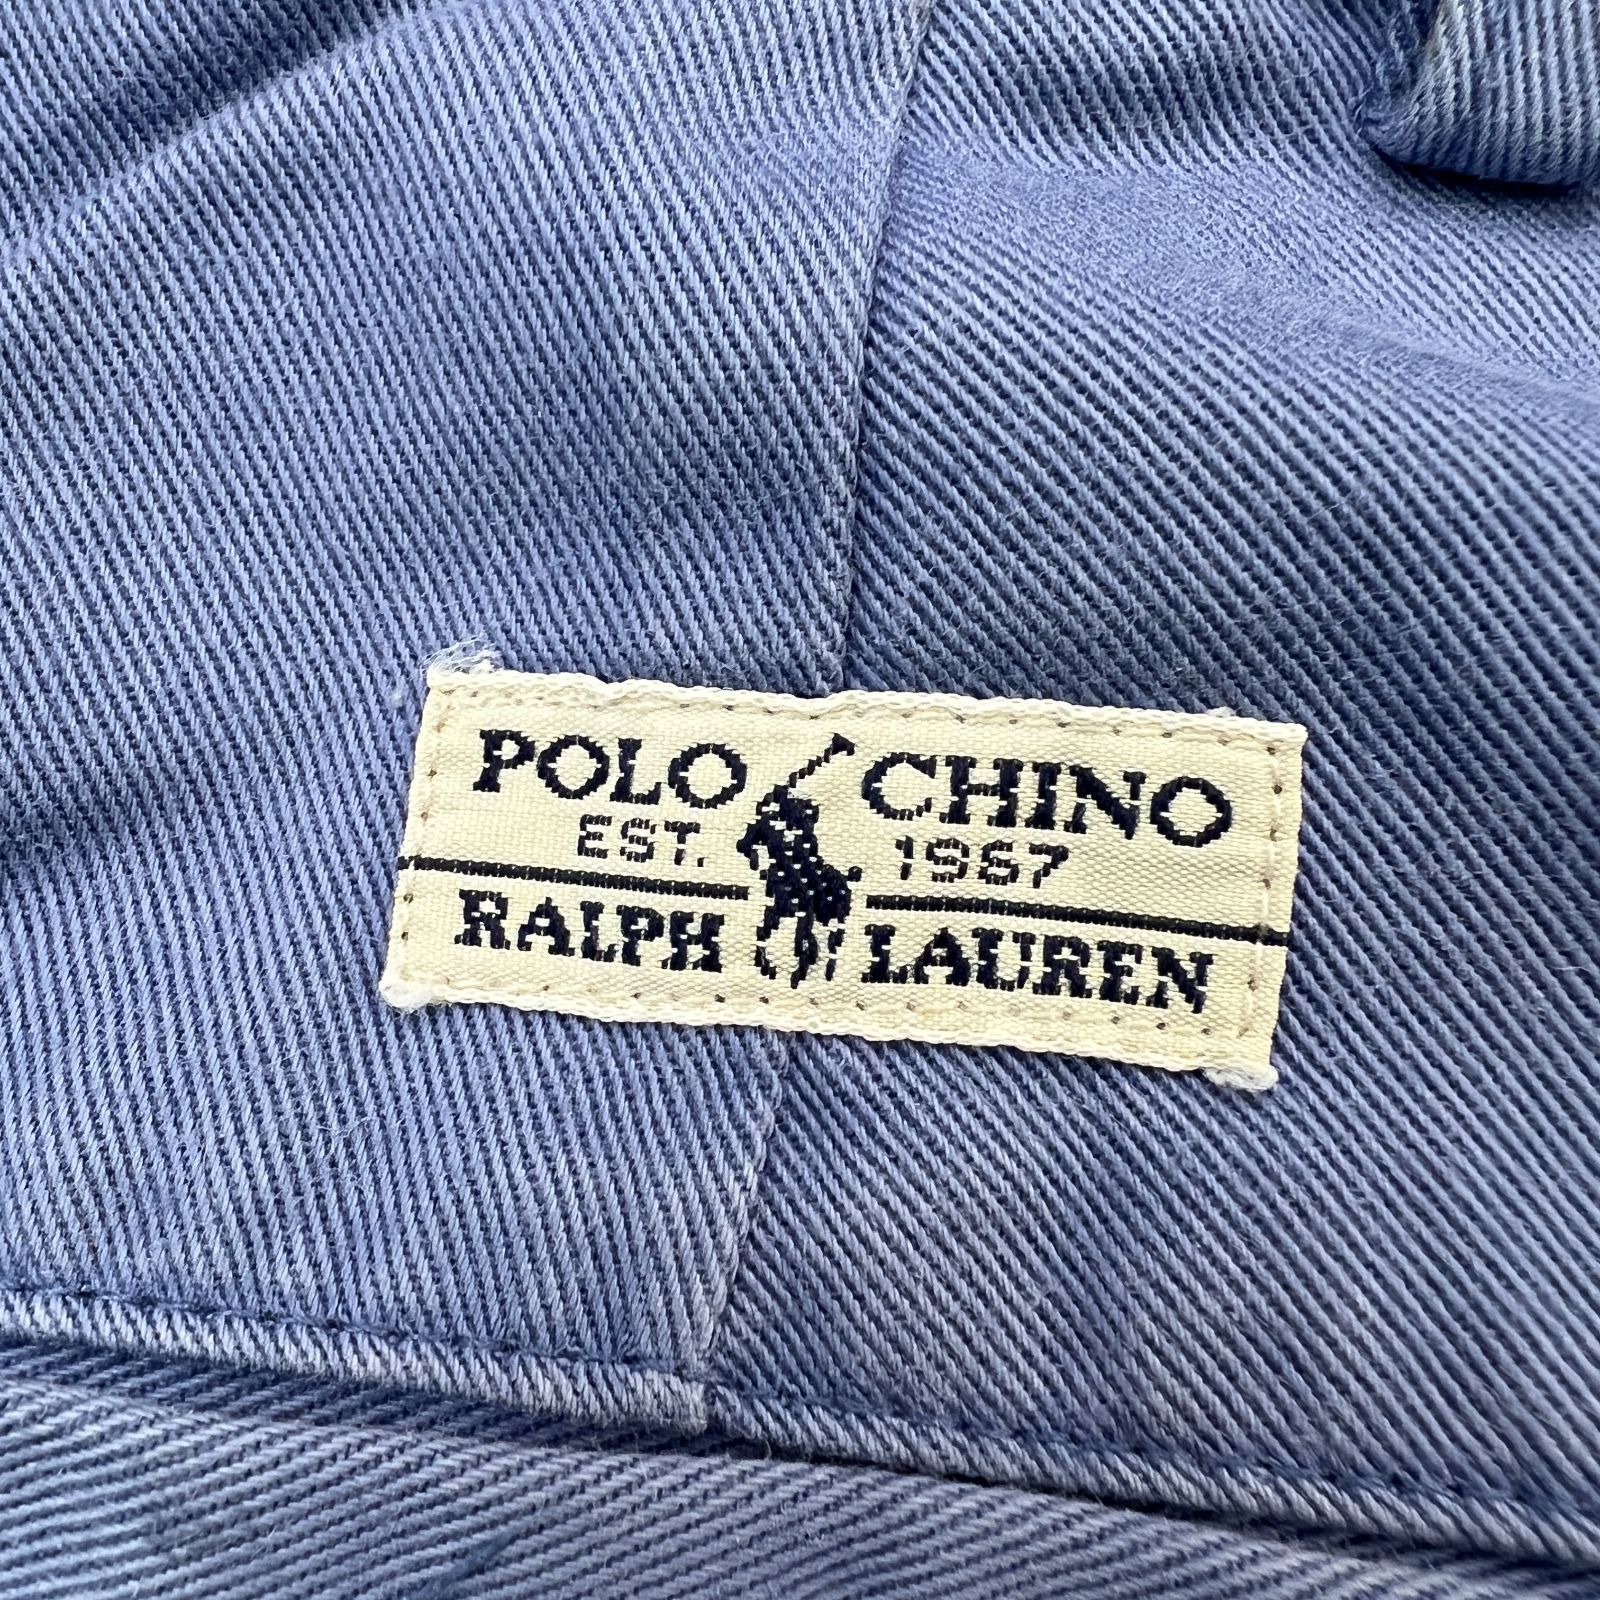 POLO CHINO
EST. 1967
RALPH LAUREN